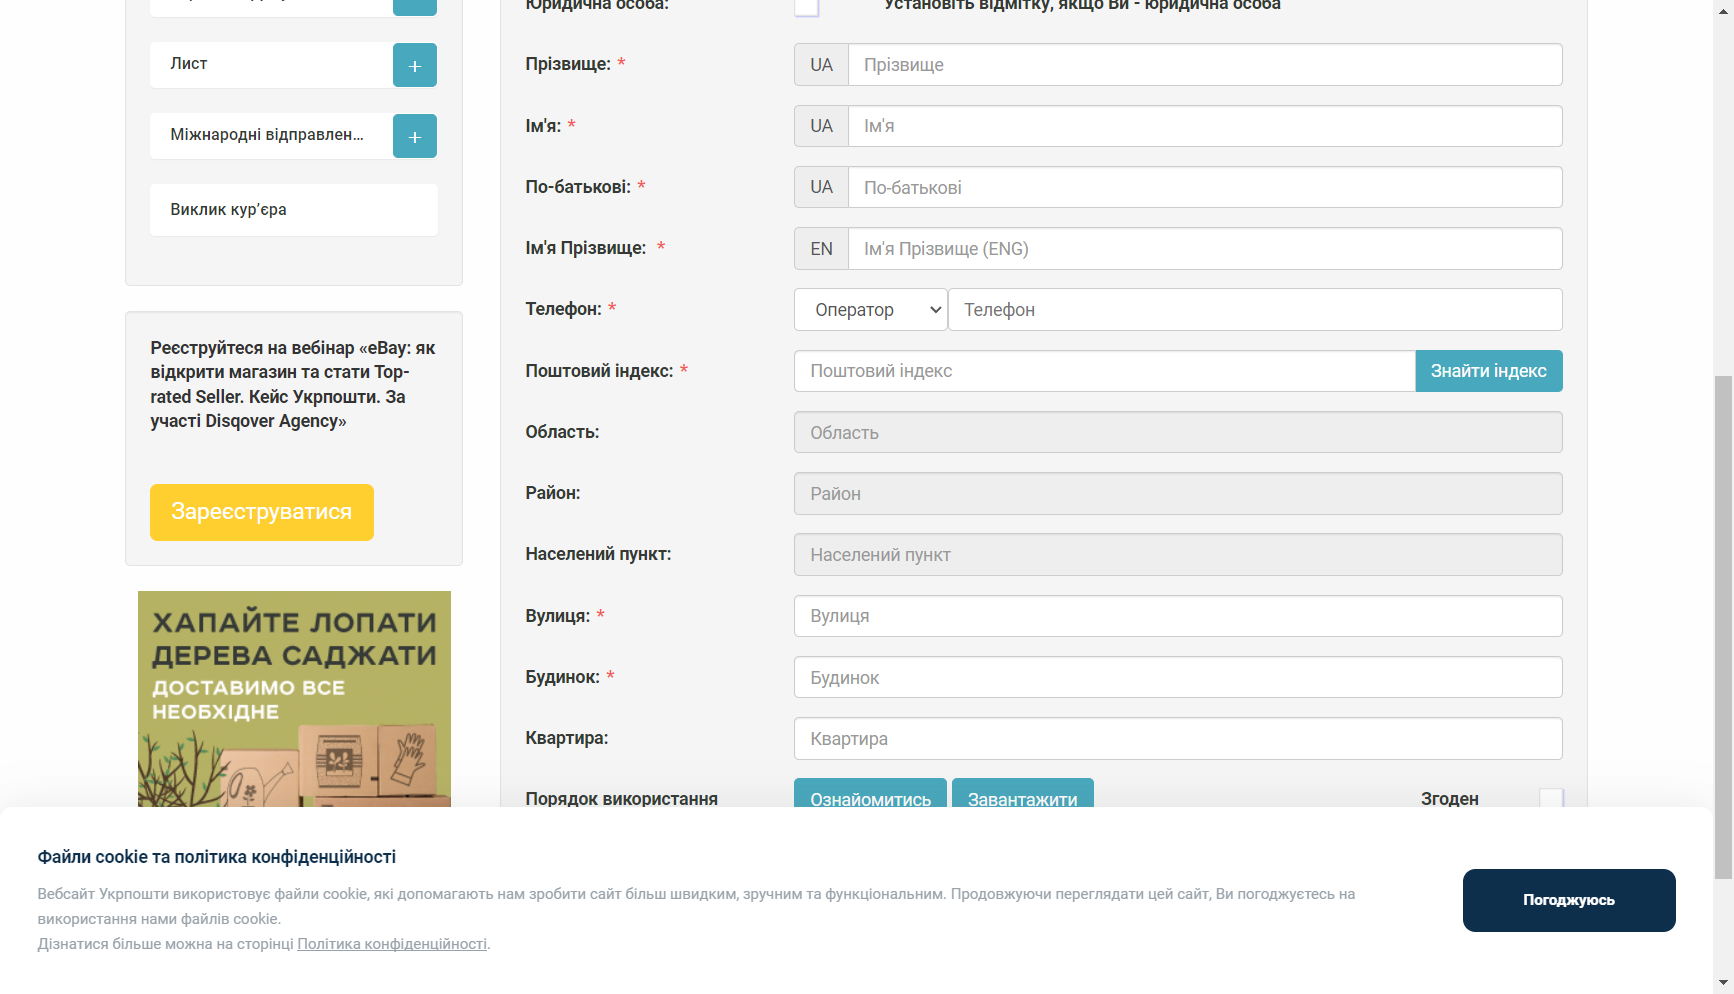 Юридична особа:
Установіть відмітку, якщо Ви - юридична особа
Лист
+
Міжнародні відправлен...
+
Виклик кур’єра
Прізвище: *
UA
Прізвище
Ім'я: *
UA
Ім'я
По-батькові: *
UA
По-батькові
Ім'я Прізвище: *
EN
Ім'я Прізвище (ENG)
Телефон: *
Оператор
Телефон
Поштовий індекс: *
Поштовий індекс
Знайти індекс
Область:
Область
Район:
Район
Населений пункт:
Населений пункт
Вулиця: *
Вулиця
Будинок: *
Будинок
Квартира:
Квартира
Порядок використання
Ознайомитись
Завантажити
Згоден
Реєструйтеся на вебінар «eBay: як
відкрити магазин та стати Top-
rated Seller. Кейс Укрпошти. За
участі Disqover Agency»
Зареєструватися
ХАПАЙТЕ ЛОПАТИ
ДЕРЕВА САДЖАТИ
ДОСТАВИМО ВСЕ
НЕОБХІДНЕ
Файли cookie та політика конфіденційності
Вебсайт Укрпошти використовує файли cookie, які допомагають нам зробити сайт більш швидким, зручним та функціональним. Продовжуючи переглядати цей сайт, Ви погоджуєтесь на
використання нами файлів cookie.
Дізнатися більше можна на сторінці Політика конфіденційності.
Погоджуюсь